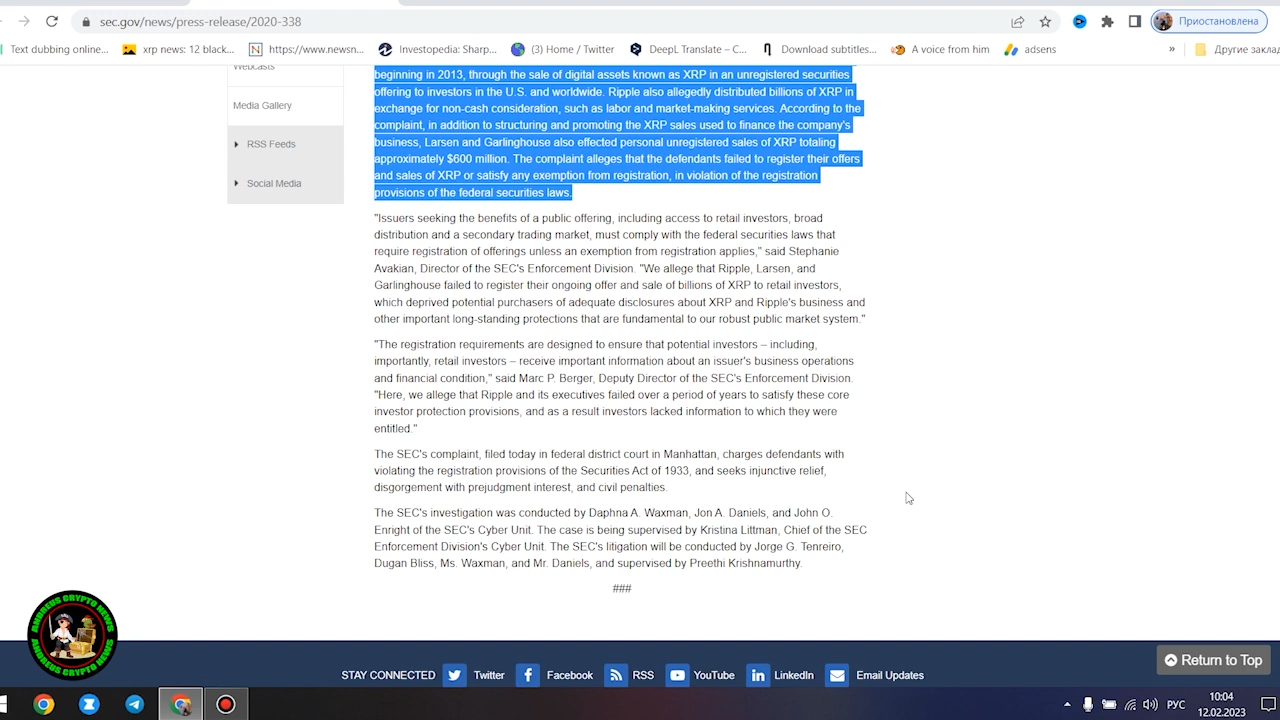 sec.gov/news/press-release/2020-338
Приостановлена
Text dubbing online...
xrp news: 12 black...
https://www.newsn...
Investopedia: Sharp...
(3) Home / Twitter
DeepL Translate – C...
Download subtitles...
A voice from him
adsens
»
Другие заклад
Webcasts
Media Gallery
RSS Feeds
Social Media
beginning in 2013, through the sale of digital assets known as XRP in an unregistered securities
offering to investors in the U.S. and worldwide. Ripple also allegedly distributed billions of XRP in
exchange for non-cash consideration, such as labor and market-making services. According to the
complaint, in addition to structuring and promoting the XRP sales used to finance the company's
business, Larsen and Garlinghouse also effected personal unregistered sales of XRP totaling
approximately $600 million. The complaint alleges that the defendants failed to register their offers
and sales of XRP or satisfy any exemption from registration, in violation of the registration
provisions of the federal securities laws.
"Issuers seeking the benefits of a public offering, including access to retail investors, broad
distribution and a secondary trading market, must comply with the federal securities laws that
require registration of offerings unless an exemption from registration applies," said Stephanie
Avakian, Director of the SEC's Enforcement Division. "We allege that Ripple, Larsen, and
Garlinghouse failed to register their ongoing offer and sale of billions of XRP to retail investors,
which deprived potential purchasers of adequate disclosures about XRP and Ripple's business and
other important long-standing protections that are fundamental to our robust public market system."
"The registration requirements are designed to ensure that potential investors – including,
importantly, retail investors – receive important information about an issuer's business operations
and financial condition," said Marc P. Berger, Deputy Director of the SEC's Enforcement Division.
"Here, we allege that Ripple and its executives failed over a period of years to satisfy these core
investor protection provisions, and as a result investors lacked information to which they were
entitled."
The SEC's complaint, filed today in federal district court in Manhattan, charges defendants with
violating the registration provisions of the Securities Act of 1933, and seeks injunctive relief,
disgorgement with prejudgment interest, and civil penalties.
The SEC's investigation was conducted by Daphna A. Waxman, Jon A. Daniels, and John O.
Enright of the SEC's Cyber Unit. The case is being supervised by Kristina Littman, Chief of the SEC
Enforcement Division's Cyber Unit. The SEC's litigation will be conducted by Jorge G. Tenreiro,
Dugan Bliss, Ms. Waxman, and Mr. Daniels, and supervised by Preethi Krishnamurthy.
###
ANDREUS CRYPTO NEWS
ANDREUS CRYPTO NEWS
Return to Top
STAY CONNECTED
Twitter
Facebook
RSS
YouTube
LinkedIn
Email Updates
РУС
10:04
12.02.2023